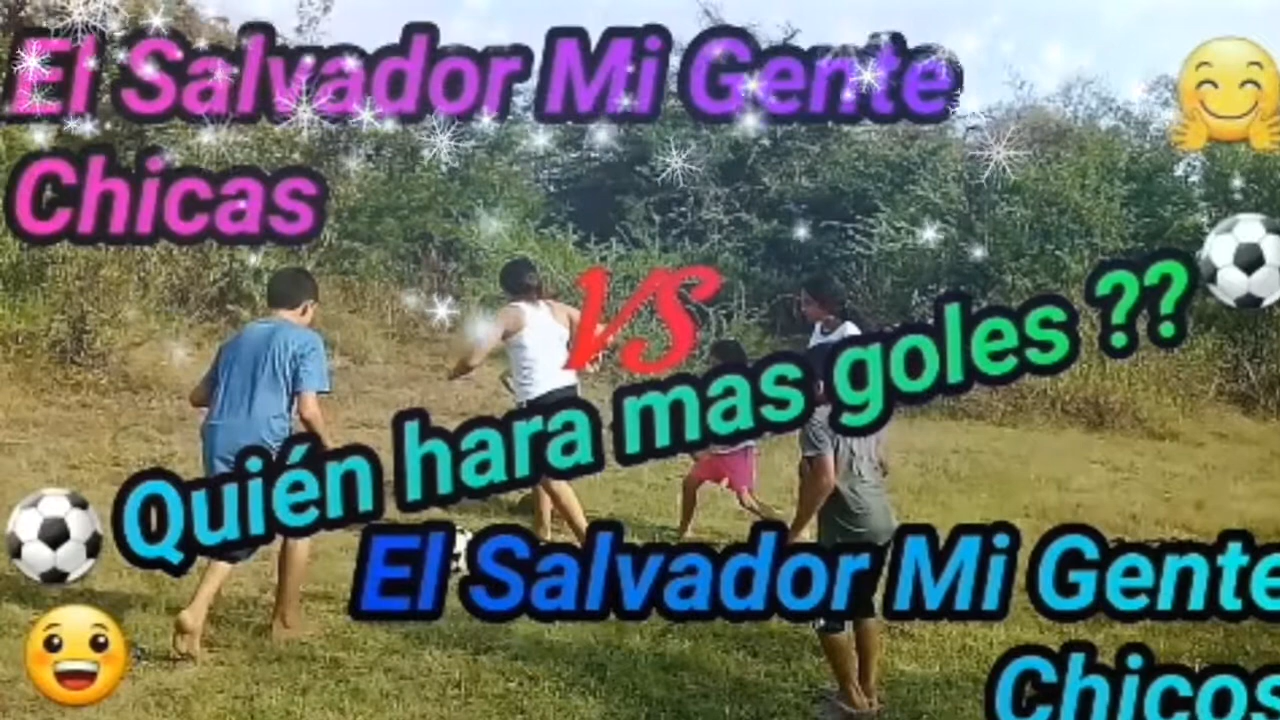 El Salvador Mi Gente
Chicas
VS
Quién hara mas goles ??
El Salvador Mi Gente
Chicos